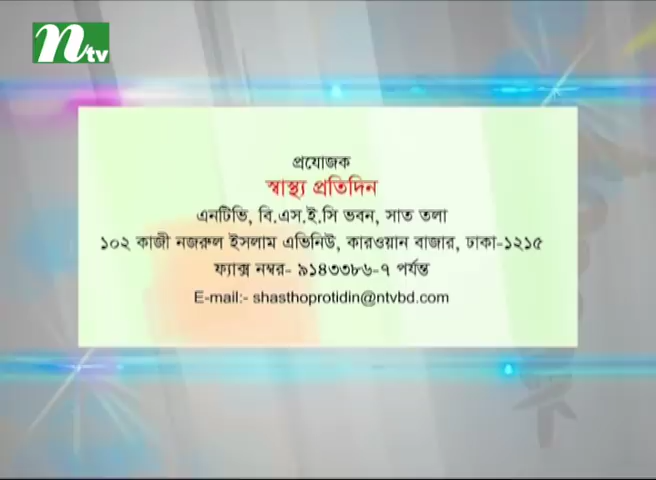 ntv
প্রযোজক
স্বাস্থ্য প্রতিদিন
এনটিভি, বি.এস.ই.সি ভবন, সাত তলা
১০২ কাজী নজরুল ইসলাম এভিনিউ, কারওয়ান বাজার, ঢাকা-১২১৫
ফ্যাক্স নম্বর- ৯১৪৩৩৮৬-৭ পর্যন্ত
E-mail:- shasthoprotidin@ntvbd.com